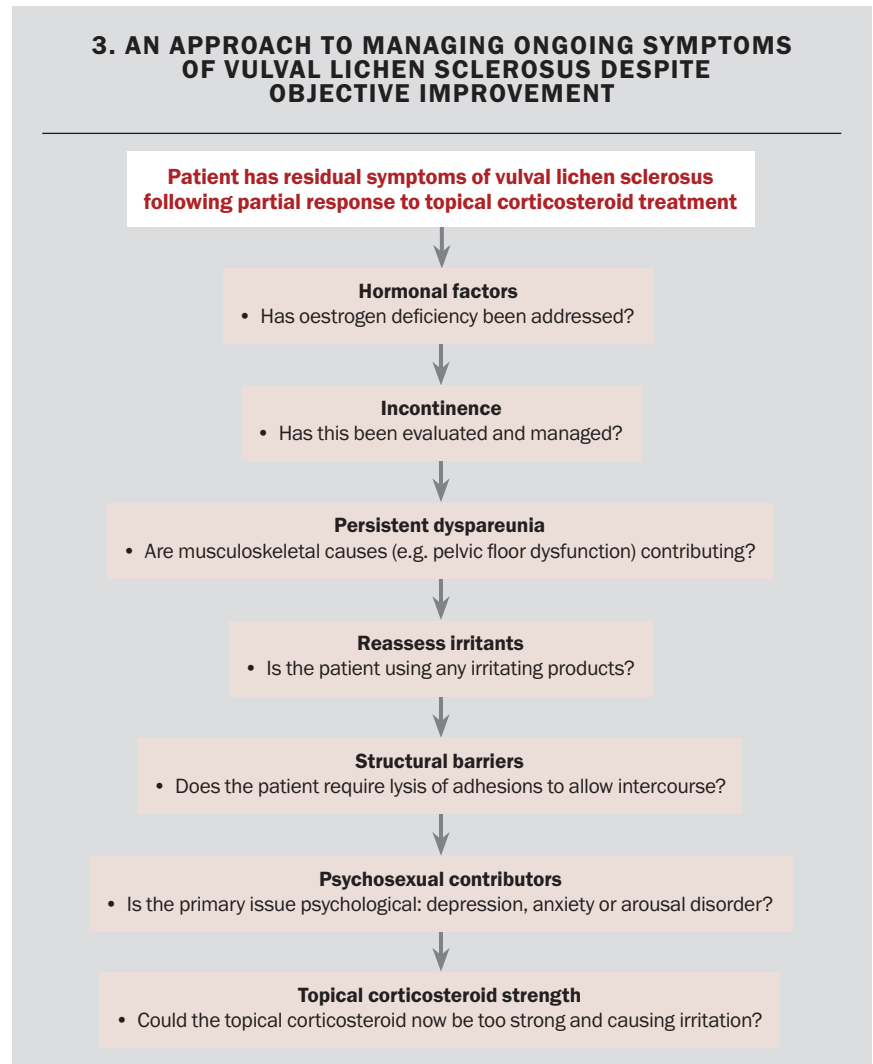 3. AN APPROACH TO MANAGING ONGOING SYMPTOMS
OF VULVAL LICHEN SCLEROSUS DESPITE
OBJECTIVE IMPROVEMENT
Patient has residual symptoms of vulval lichen sclerosus
following partial response to topical corticosteroid treatment
Hormonal factors
• Has oestrogen deficiency been addressed?
Incontinence
• Has this been evaluated and managed?
Persistent dyspareunia
• Are musculoskeletal causes (e.g. pelvic floor dysfunction) contributing?
Reassess irritants
• Is the patient using any irritating products?
Structural barriers
• Does the patient require lysis of adhesions to allow intercourse?
Psychosexual contributors
• Is the primary issue psychological: depression, anxiety or arousal disorder?
Topical corticosteroid strength
• Could the topical corticosteroid now be too strong and causing irritation?